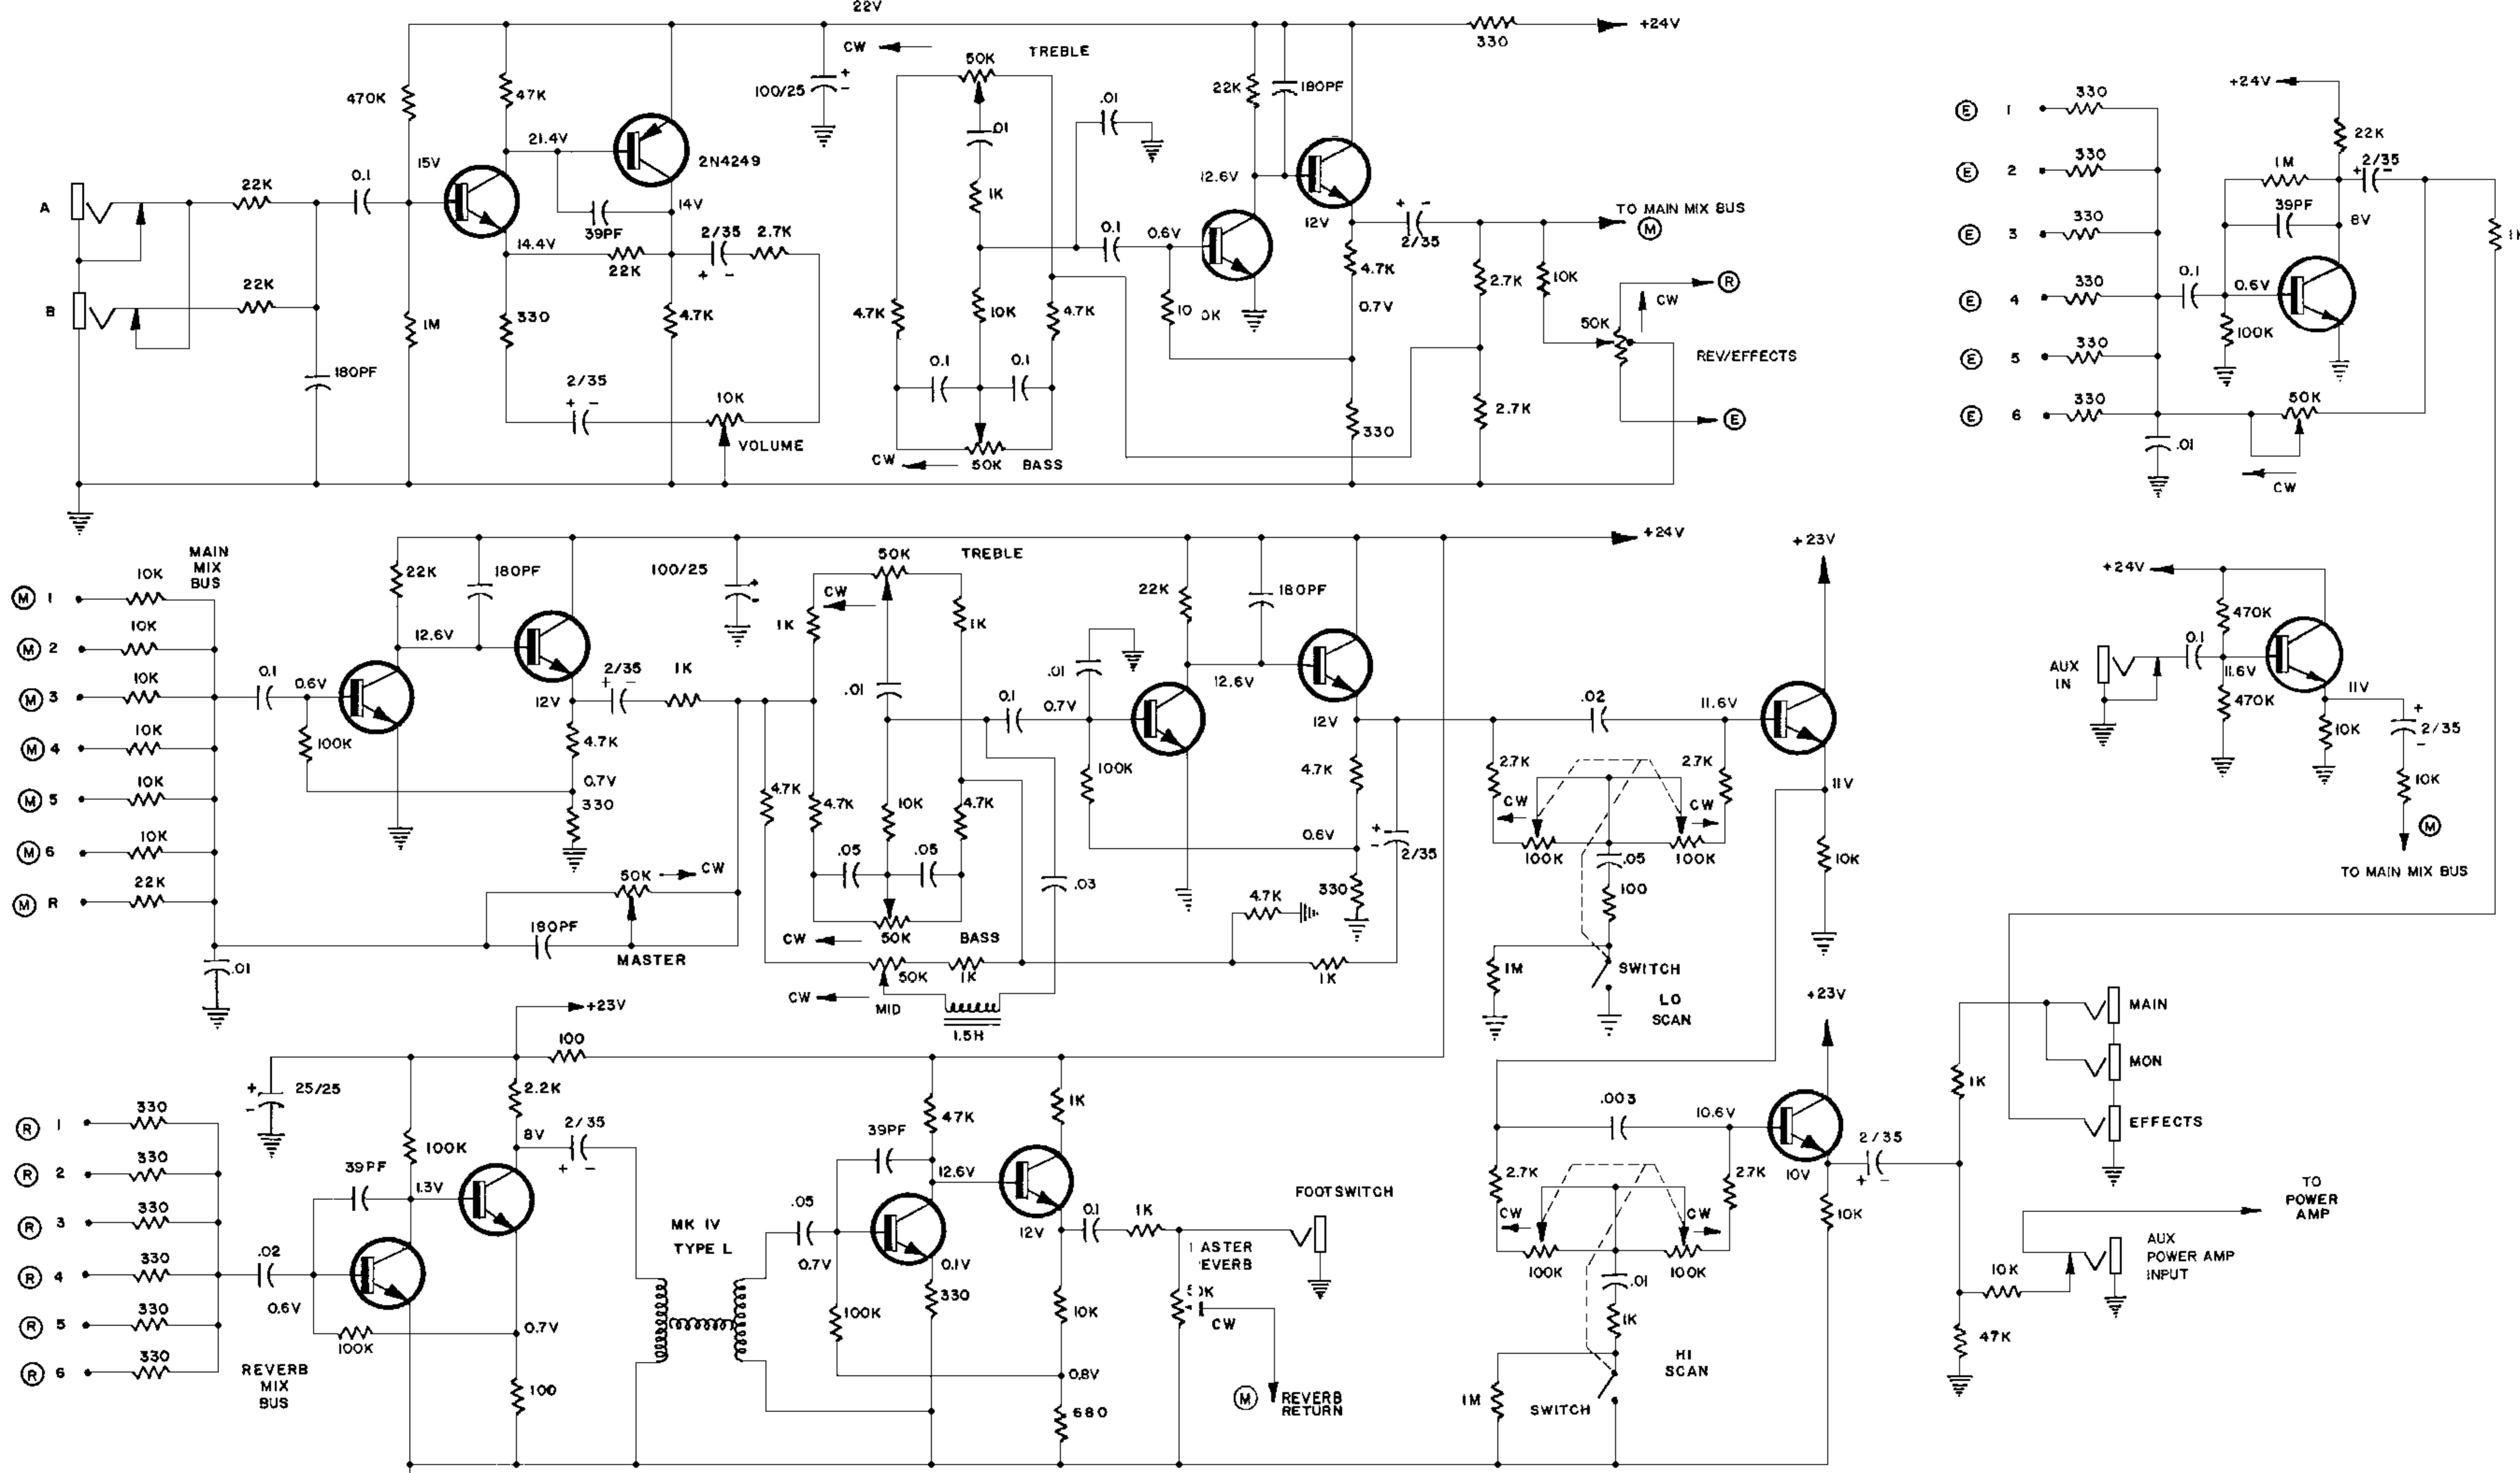 22V
CW
TREBLE
50K
330
+24V
470K
47K
100/25
+
-
.01
1K
.01
22K
180PF
A
22K
0.1
15V
21.4V
2N4249
14V
39PF
14.4V
22K
2/35
+ -
2.7K
B
22K
1M
330
4.7K
180PF
2/35
+ -
10K
VOLUME
4.7K
10K
4.7K
0.1
0.1
CW
50K
BASS
0.1
0.6V
12.6V
12V
+ -
2/35
4.7K
0.7V
330
2.7K
2.7K
10K
TO MAIN MIX BUS
M
R
CW
50K
REV/EFFECTS
E
E 1 330
E 2 330
E 3 330
E 4 330
E 5 330
E 6 330
+24V
22K
1M
2/35
+ -
39PF
8V
0.1
0.6V
100K
50K
.01
CW
MAIN
MIX
BUS
M 1 10K
M 2 10K
M 3 10K
M 4 10K
M 5 10K
M 6 10K
M R 22K
0.1
0.6V
22K
180PF
12.6V
100K
12V
2/35
+ -
1K
4.7K
0.7V
330
50K
CW
180PF
MASTER
.01
100/25
+
-
50K
TREBLE
CW
1K
1K
.01
4.7K
4.7K
10K
4.7K
.05
.05
CW
50K
BASS
50K
1K
CW
MID
1.5H
.03
0.1
0.7V
.01
22K
180PF
12.6V
12V
100K
4.7K
0.6V
330
+
-
2/35
4.7K
1K
+24V
.02
11.6V
+23V
11V
10K
2.7K
2.7K
CW
CW
100K
100K
.05
100
1M
SWITCH
LO
SCAN
+24V
470K
AUX
IN
0.1
11.6V
470K
11V
10K
+
2/35
-
10K
M
TO MAIN MIX BUS
+23V
100
+
-
25/25
2.2K
8V
2/35
+ -
R 1 330
R 2 330
R 3 330
R 4 330
R 5 330
R 6 330
REVERB
MIX
BUS
.02
0.6V
39PF
100K
1.3V
100K
0.7V
100
MK IV
TYPE L
.05
0.7V
39PF
47K
12.6V
0.1V
330
100K
1K
12V
0.1
1K
10K
0.8V
680
FOOTSWITCH
CW
M
REVERB
RETURN
.003
10.6V
+23V
10V
2/35
+ -
10K
2.7K
2.7K
CW
CW
100K
100K
.01
1K
1M
SWITCH
HI
SCAN
1K
MAIN
MON
EFFECTS
TO
POWER
AMP
AUX
POWER AMP
INPUT
10K
47K